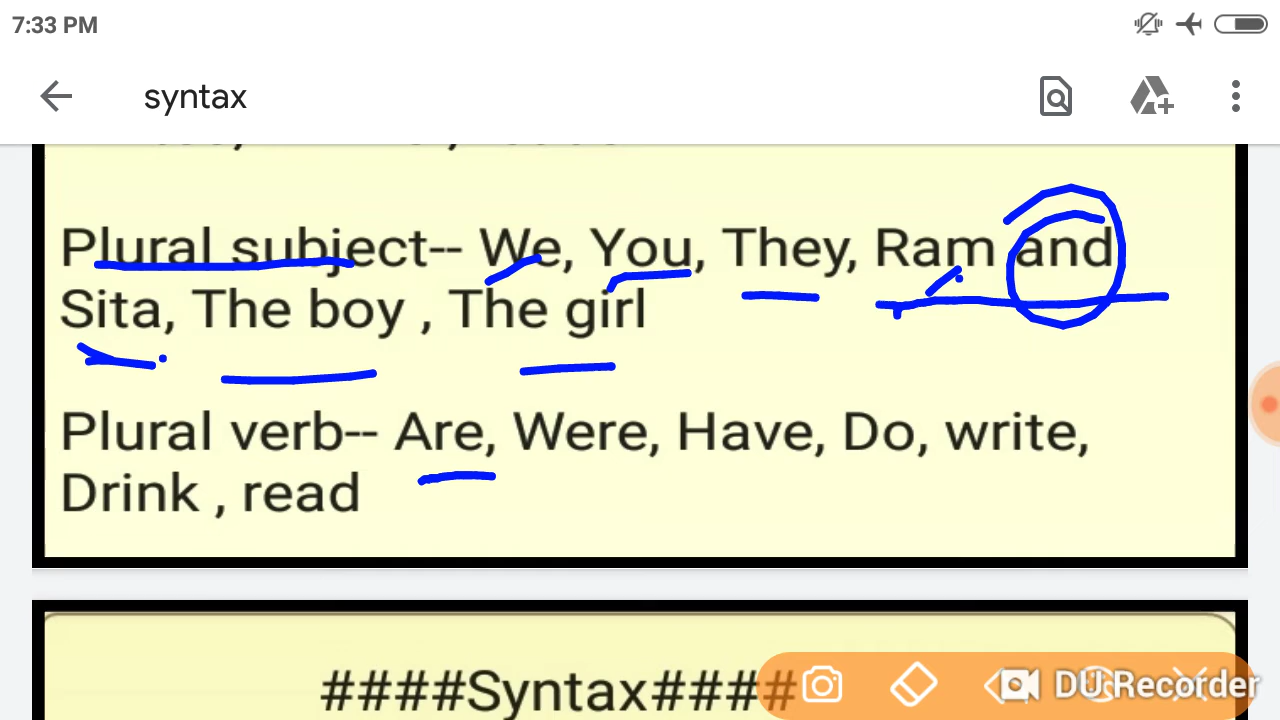 7:33 PM
syntax
Plural subject-- We, You, They, Ram and
Sita, The boy , The girl
Plural verb-- Are, Were, Have, Do, write,
Drink , read
####Syntax####
DU Recorder